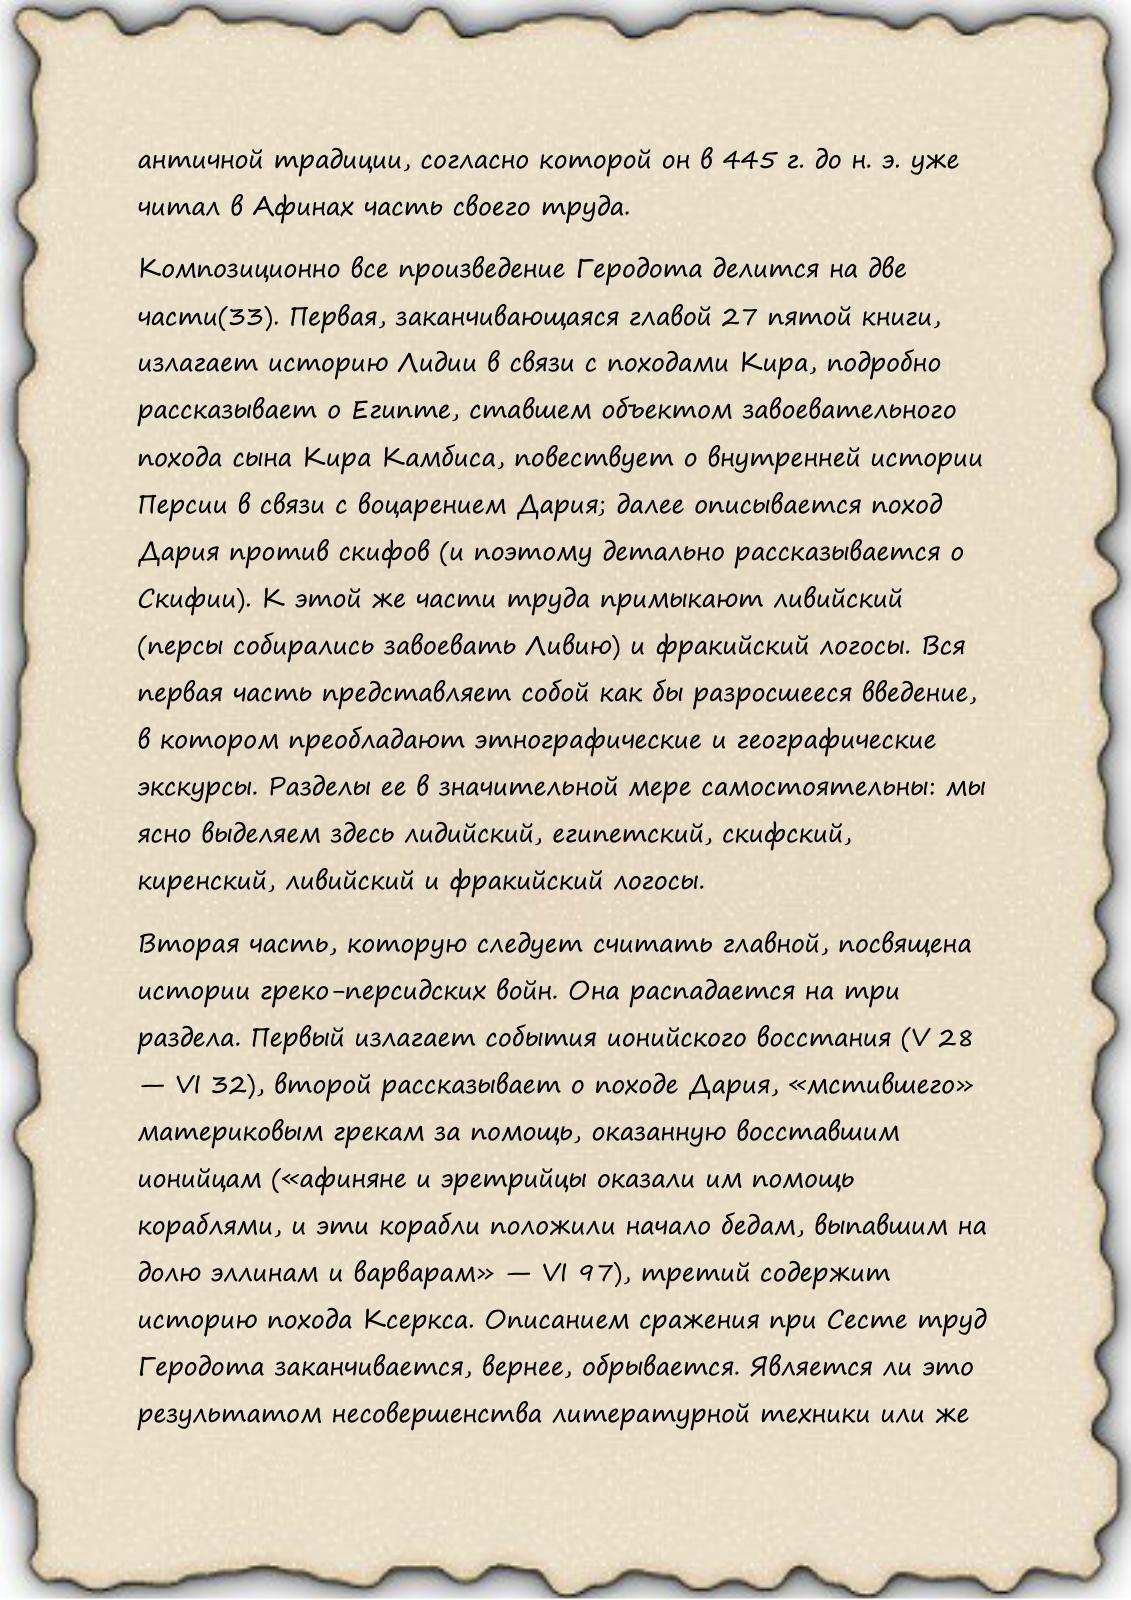 античной традиции, согласно которой он в 445 г. до н. э. уже
читал в Афинах часть своего труда.
Композиционно все произведение Геродота делится на две
части(33). Первая, заканчивающаяся главой 27 пятой книги,
излагает историю Лидии в связи с походами Кира, подробно
рассказывает о Египте, ставшем объектом завоевательного
похода сына Кира Камбиса, повествует о внутренней истории
Персии в связи с воцарением Дария; далее описывается поход
Дария против скифов (и поэтому детально рассказывается о
Скифии). К этой же части труда примыкают ливийский
(персы собирались завоевать Ливию) и фракийский логосы. Вся
первая часть представляет собой как бы разросшееся введение,
в котором преобладают этнографические и географические
экскурсы. Разделы ее в значительной мере самостоятельны: мы
ясно выделяем здесь лидийский, египетский, скифский,
киренский, ливийский и фракийский логосы.
Вторая часть, которую следует считать главной, посвящена
истории греко-персидских войн. Она распадается на три
раздела. Первый излагает события ионийского восстания (V 28
— VI 32), второй рассказывает о походе Дария, «мстившего»
материковым грекам за помощь, оказанную восставшим
ионийцам («афиняне и эретрийцы оказали им помощь
кораблями, и эти корабли положили начало бедам, выпавшим на
долю эллинам и варварам» — VI 97), третий содержит
историю похода Ксеркса. Описанием сражения при Сесте труд
Геродота заканчивается, вернее, обрывается. Является ли это
результатом несовершенства литературной техники или же